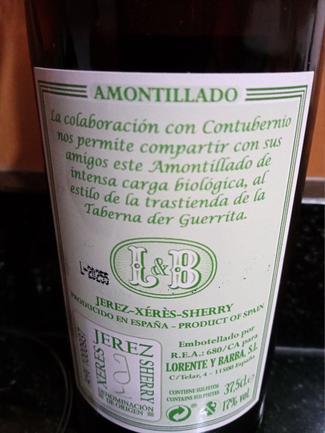 AMONTILLADO
La colaboración con Contubernio
nos permite compartir con sus
amigos este Amontillado de
intensa carga biológica, al
estilo de la trastienda de la
Taberna der Guerrita.
L-20255
L&B
JEREZ-XÉRÈS-SHERRY
PRODUCIDO EN ESPAÑA - PRODUCT OF SPAIN
JEREZ
XÉRÈS
SHERRY
DENOMINACIÓN
DE ORIGEN
Embotellado por
R.E.A.: 680/CA para
LORENTE Y BARBA, S.L.
C/Telar, 4 - 11500 España.
CONTIENE SULFITOS
CONTAINS SULPHITES
37,5cl e
17% vol